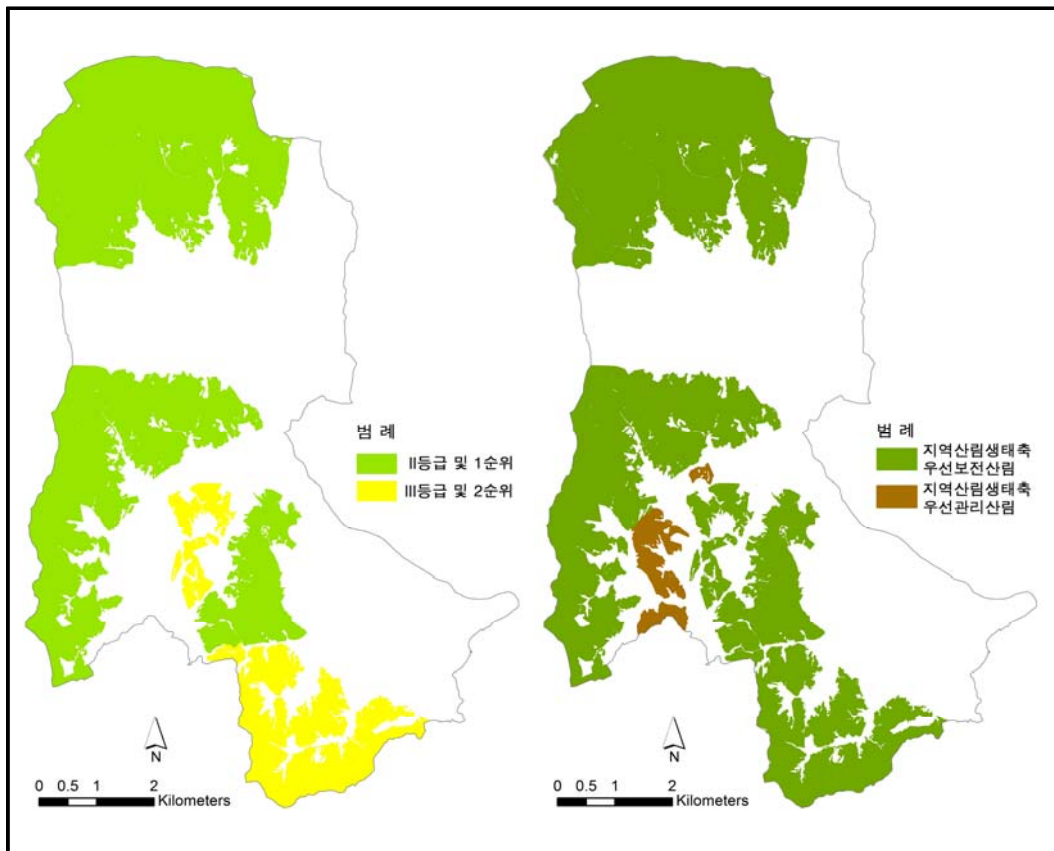 범 례
II등급 및 1순위
III등급 및 2순위
N
0 0.5 1 2
Kilometers
범 례
지역산림생태축
우선보전산림
지역산림생태축
우선관리산림
N
0 0.5 1 2
Kilometers